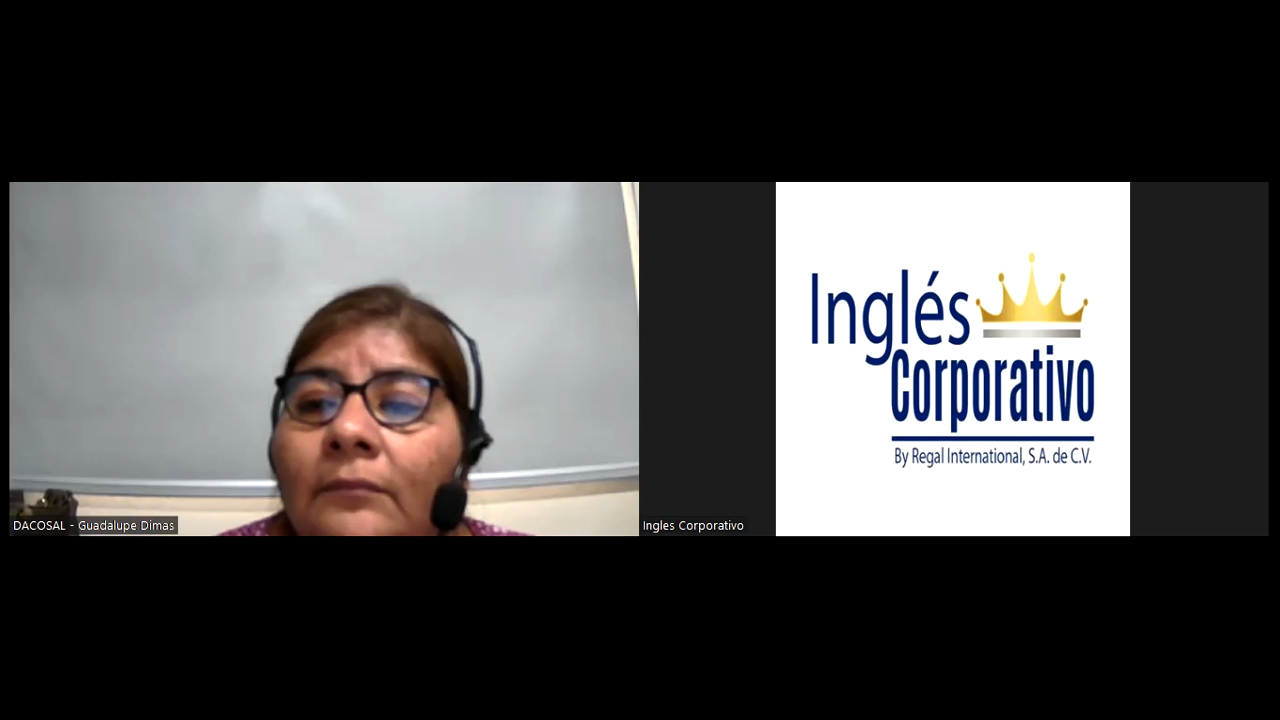 Inglés
Corporativo
By Regal International, S.A. de C.V.
DACOSAL - Guadalupe Dimas
Ingles Corporativo